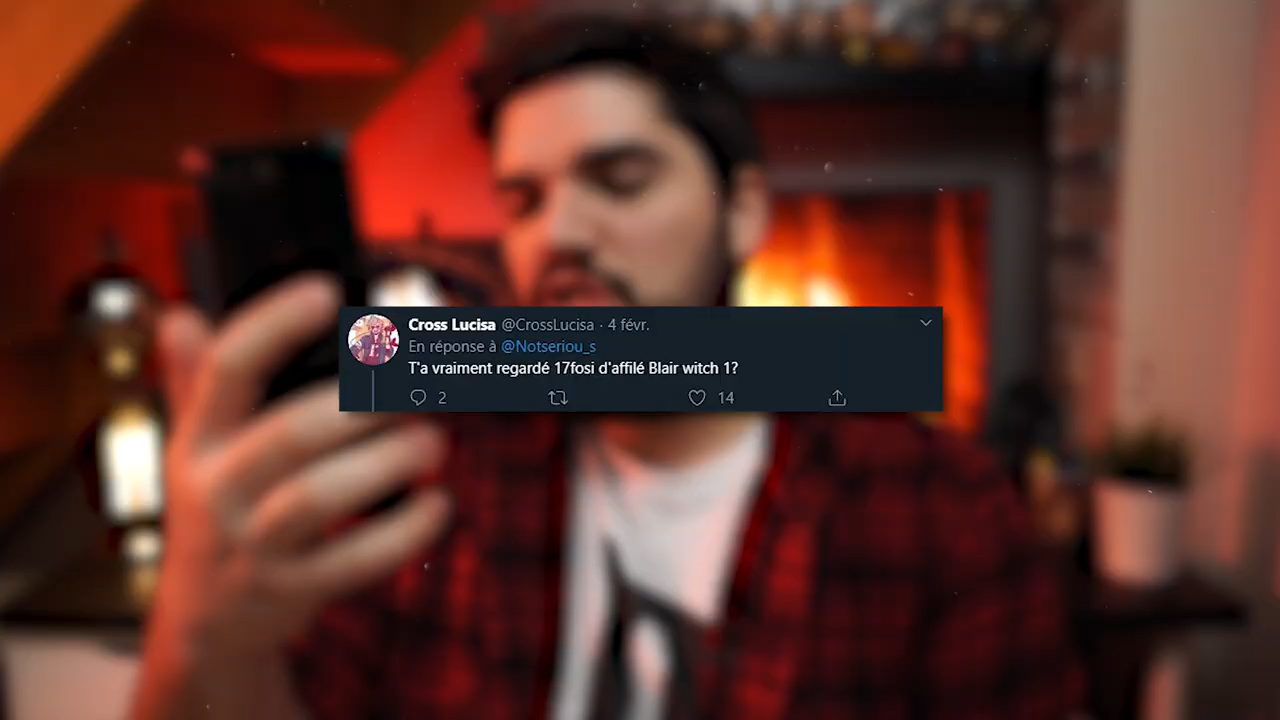 Cross Lucisa @CrossLucisa · 4 févr.
En réponse à @Notseriou_s
T'a vraiment regardé 17fosi d'affilé Blair witch 1?
2 14